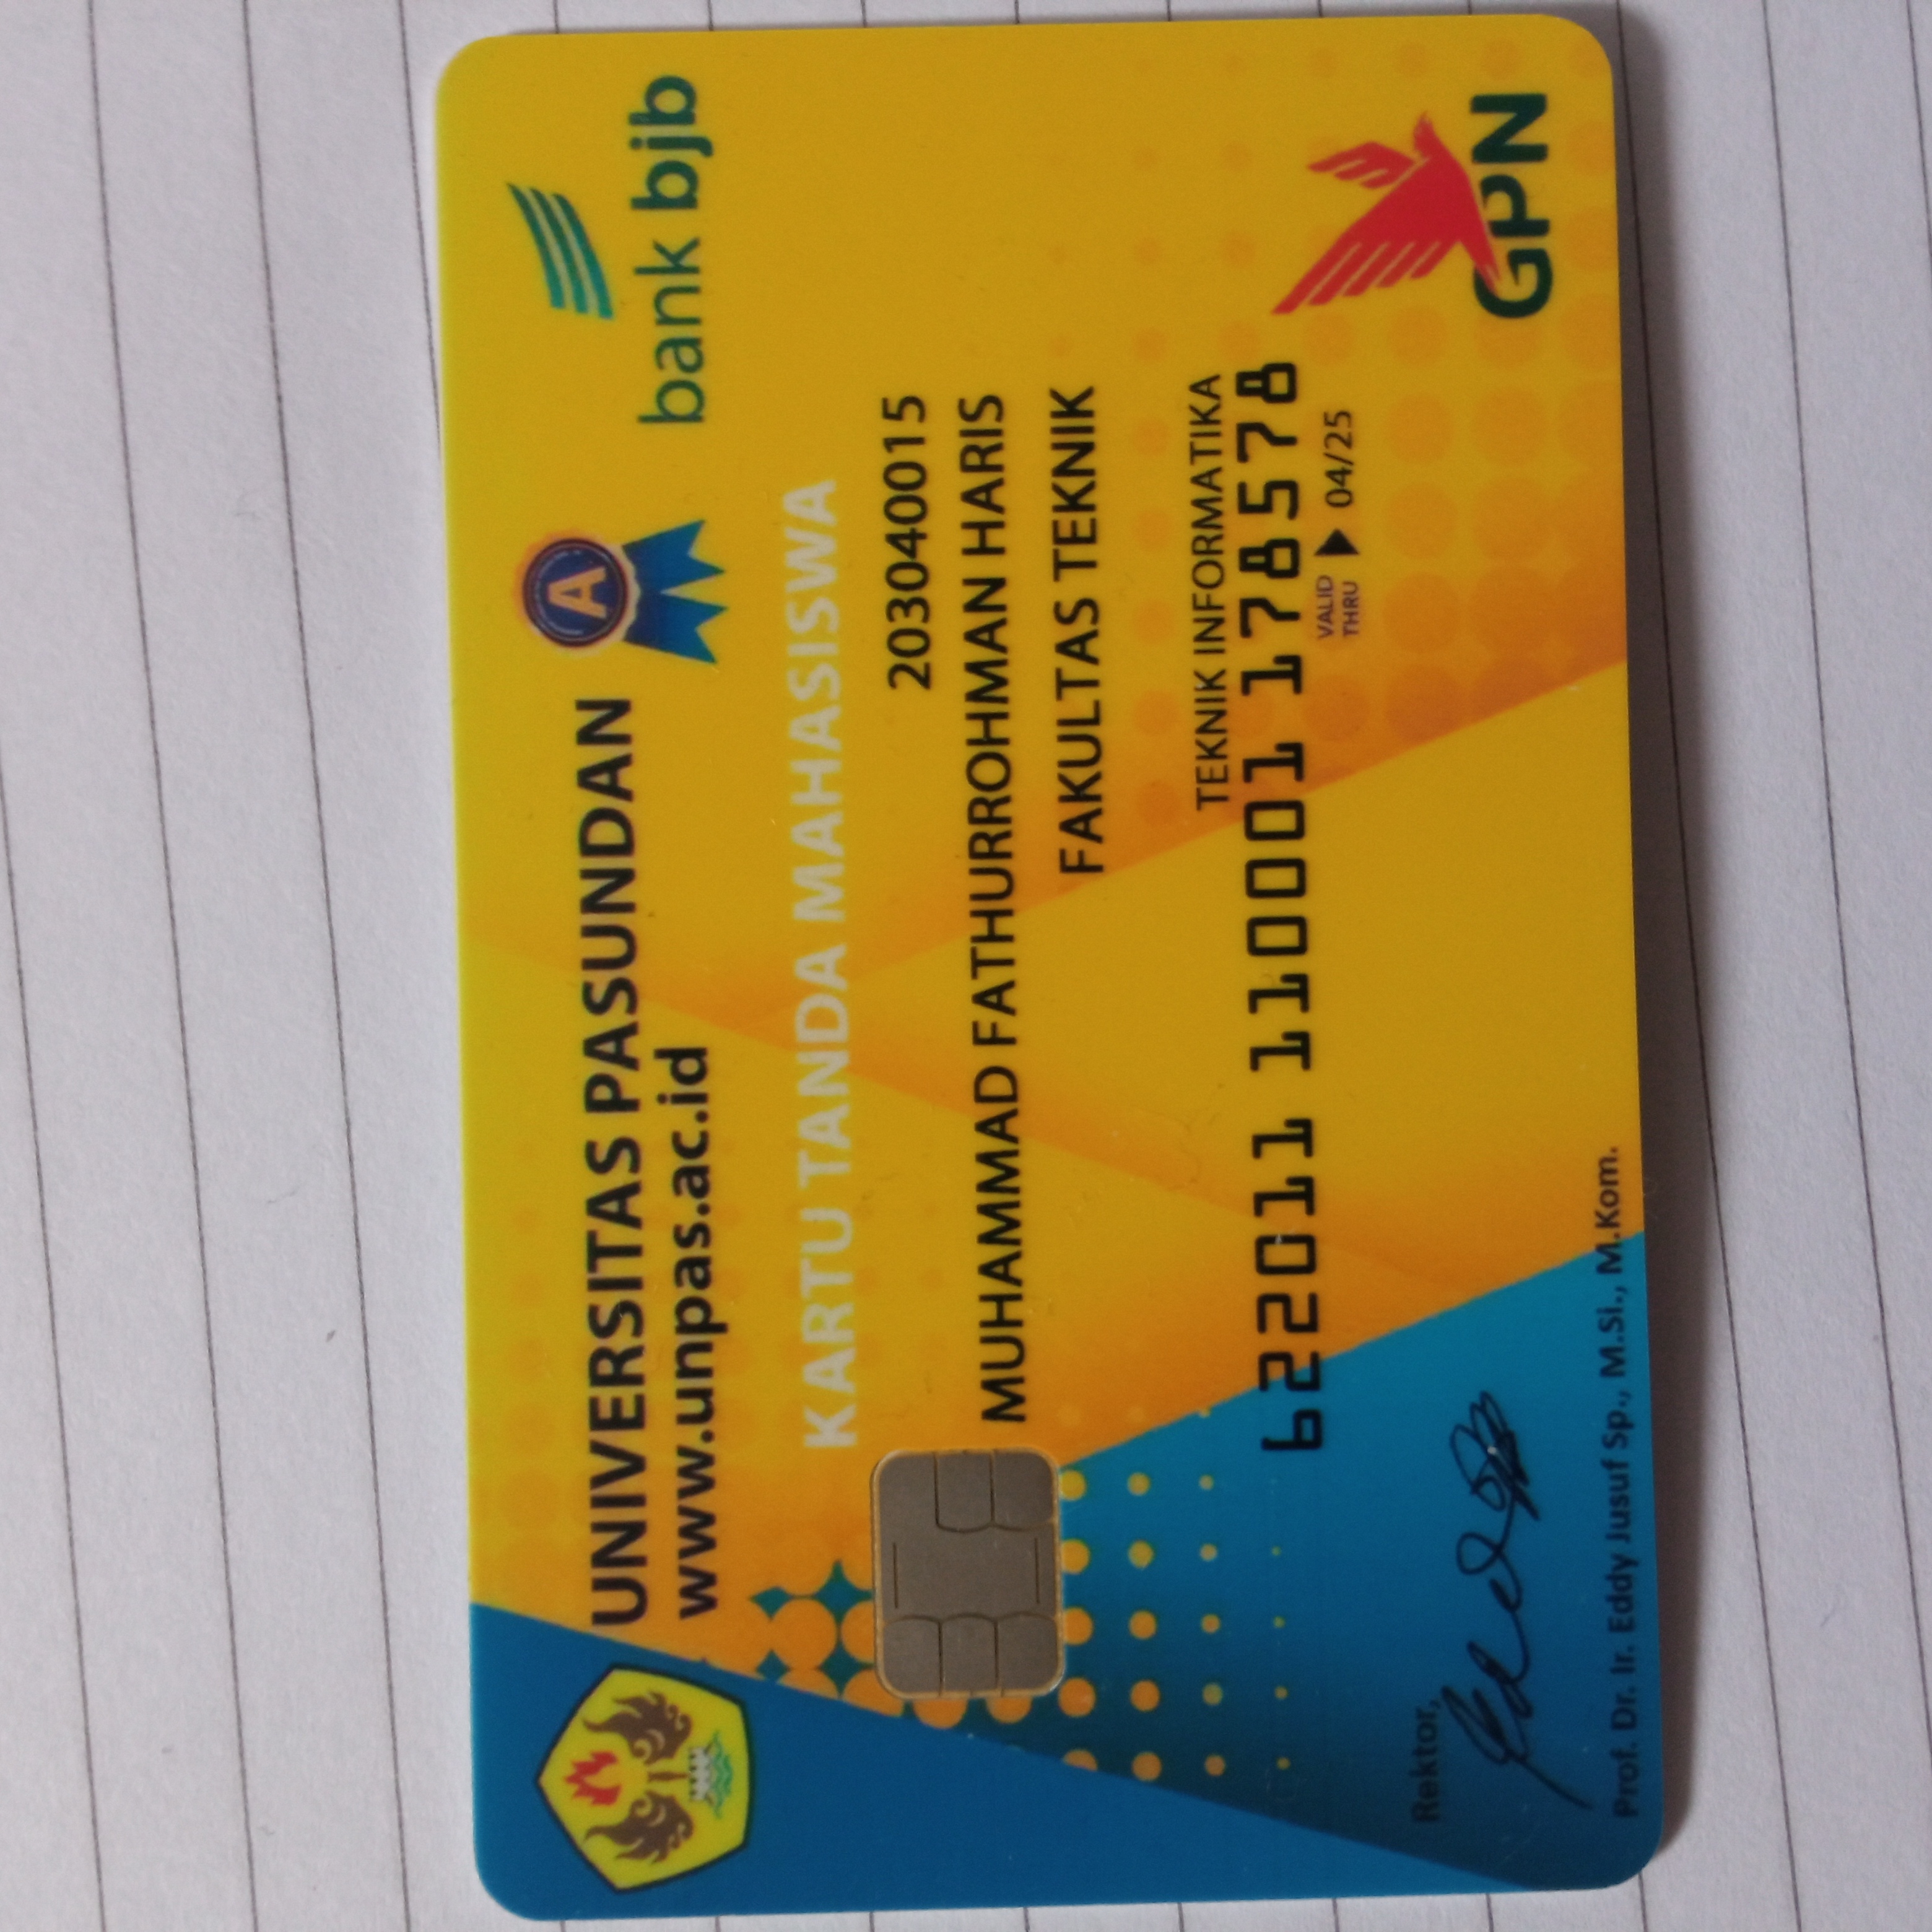 UNIVERSITAS PASUNDAN
www.unpas.ac.id
A
bank bjb
KARTU TANDA MAHASISWA
203040015
MUHAMMAD FATHURROHMAN HARIS
FAKULTAS TEKNIK
TEKNIK INFORMATIKA
622011 110001 178578
VALID THRU 04/25
Rektor,
Prof. Dr. Ir. Eddy Jusuf Sp., M.Si., M.Kom.
GPN